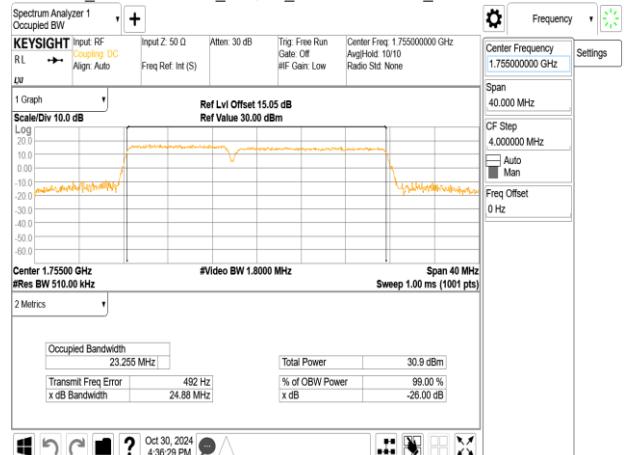 Spectrum Analyzer 1
Occupied BW
Frequency
KEYSIGHT
RL
LXI
Input: RF
Coupling: DC
Align: Auto
Input Z: 50 Ω
Freq Ref: Int (S)
Atten: 30 dB
Trig: Free Run
Gate: Off
#IF Gain: Low
Center Freq: 1.755000000 GHz
Avg|Hold: 10/10
Radio Std: None
Center Frequency
1.755000000 GHz
Settings
Span
40.000 MHz
CF Step
4.000000 MHz
Auto
Man
Freq Offset
0 Hz
1 Graph
Scale/Div 10.0 dB
Ref Lvl Offset 15.05 dB
Ref Value 30.00 dBm
Log
20.0
10.0
0.00
-10.0
-20.0
-30.0
-40.0
-50.0
-60.0
Center 1.75500 GHz
#Video BW 1.8000 MHz
Span 40 MHz
#Res BW 510.00 kHz
Sweep 1.00 ms (1001 pts)
2 Metrics
Occupied Bandwidth
23.255 MHz
Total Power 30.9 dBm
Transmit Freq Error 492 Hz
% of OBW Power 99.00 %
x dB Bandwidth 24.88 MHz
x dB -26.00 dB
Oct 30, 2024
4:36:29 PM